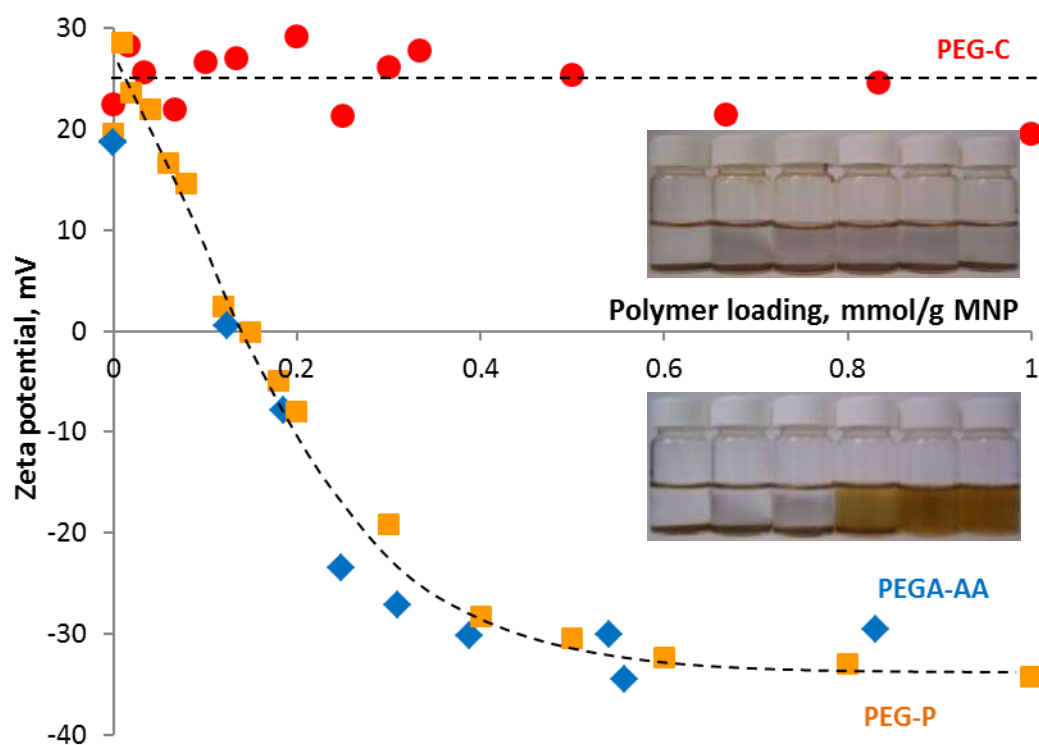 30
PEG-C
20
10
Polymer loading, mmol/g MNP
0
0
0.2
0.4
0.6
0.8
1
Zeta potential, mV
-10
-20
PEGA-AA
-30
PEG-P
-40